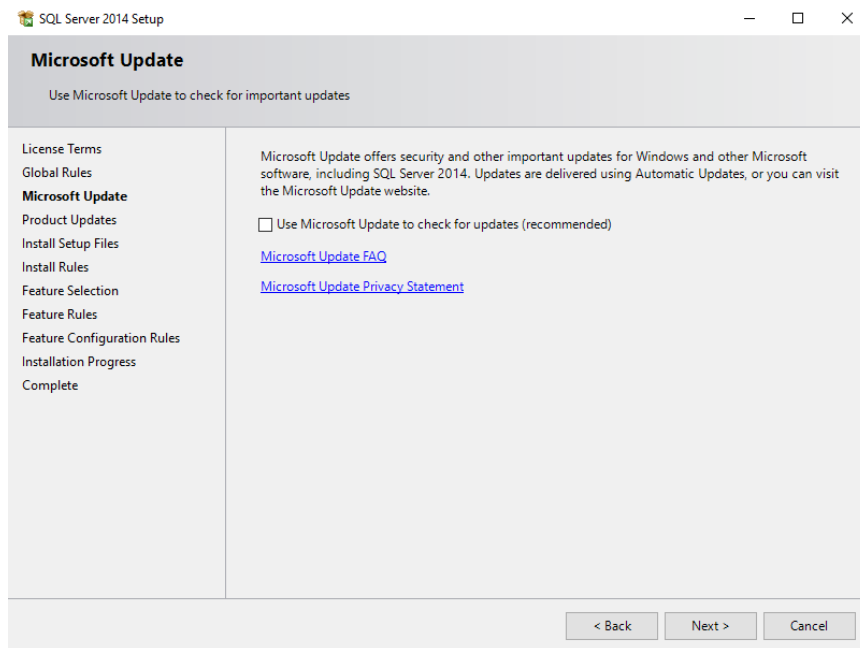 SQL Server 2014 Setup
Microsoft Update
Use Microsoft Update to check for important updates
License Terms
Global Rules
Microsoft Update
Product Updates
Install Setup Files
Install Rules
Feature Selection
Feature Rules
Feature Configuration Rules
Installation Progress
Complete
Microsoft Update offers security and other important updates for Windows and other Microsoft
software, including SQL Server 2014. Updates are delivered using Automatic Updates, or you can visit
the Microsoft Update website.
Use Microsoft Update to check for updates (recommended)
Microsoft Update FAQ
Microsoft Update Privacy Statement
< Back
Next >
Cancel